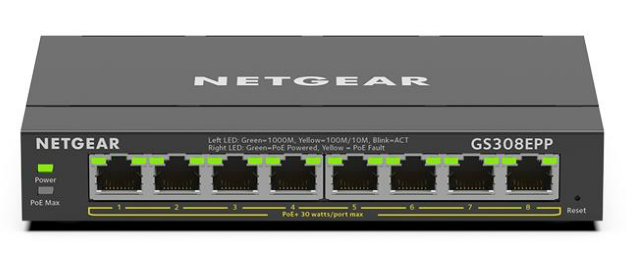 NETGEAR
NETGEAR
Left LED: Green=1000M, Yellow=100M/10M, Blink=ACT
Right LED: Green=PoE Powered, Yellow = PoE Fault
GS308EPP
Power
PoE Max
1 2 3 4 5 6 7 8
PoE+ 30 watts/port max
Reset